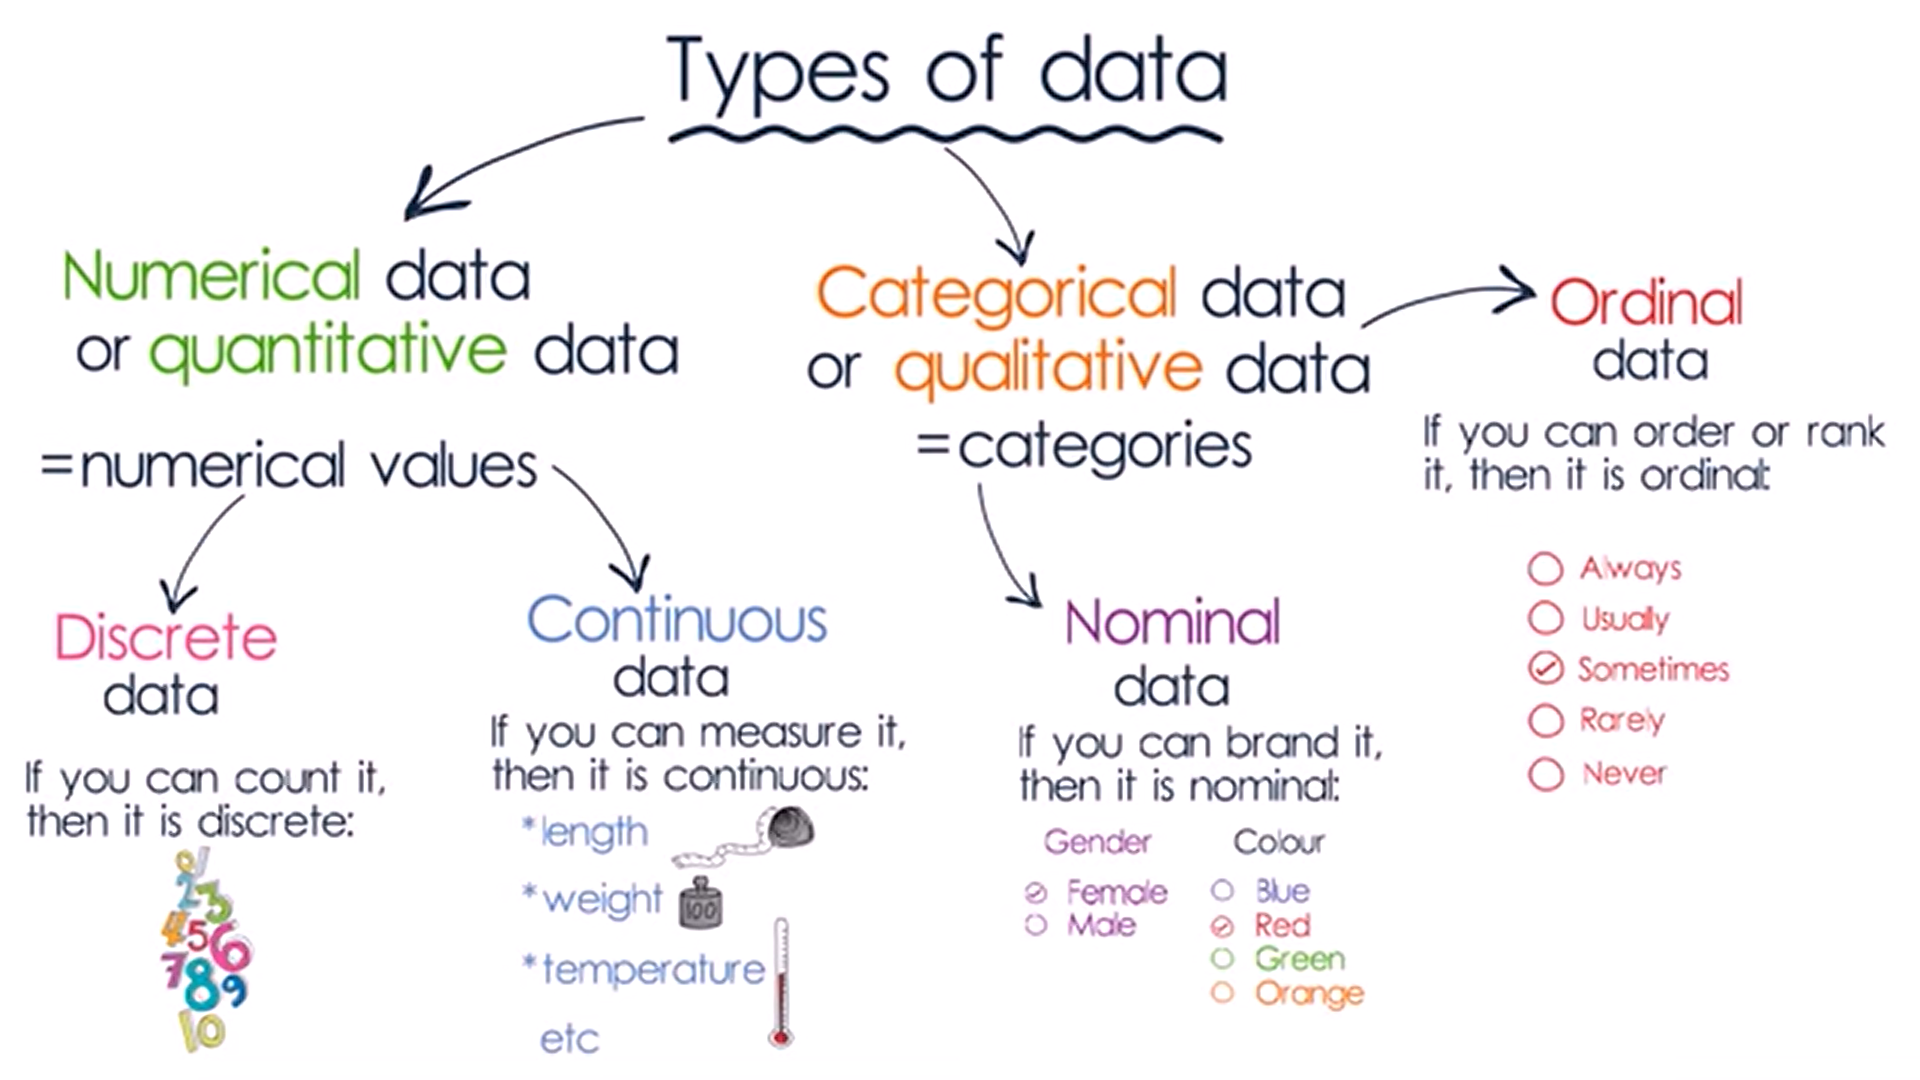 Types of data
Numerical data
or quantitative data
=numerical values
Discrete
data
If you can count it,
then it is discrete:
0 1
2 3
4 5 6
7 8 9
10
Continuous
data
If you can measure it,
then it is continuous:
*length
*weight
100
*temperature
etc
Categorical data
or qualitative data
=categories
Nominal
data
If you can brand it,
then it is nominal:
Gender
Female
Male
Colour
Blue
Red
Green
Orange
Ordinal
data
If you can order or rank
it, then it is ordinal:
Always
Usually
Sometimes
Rarely
Never